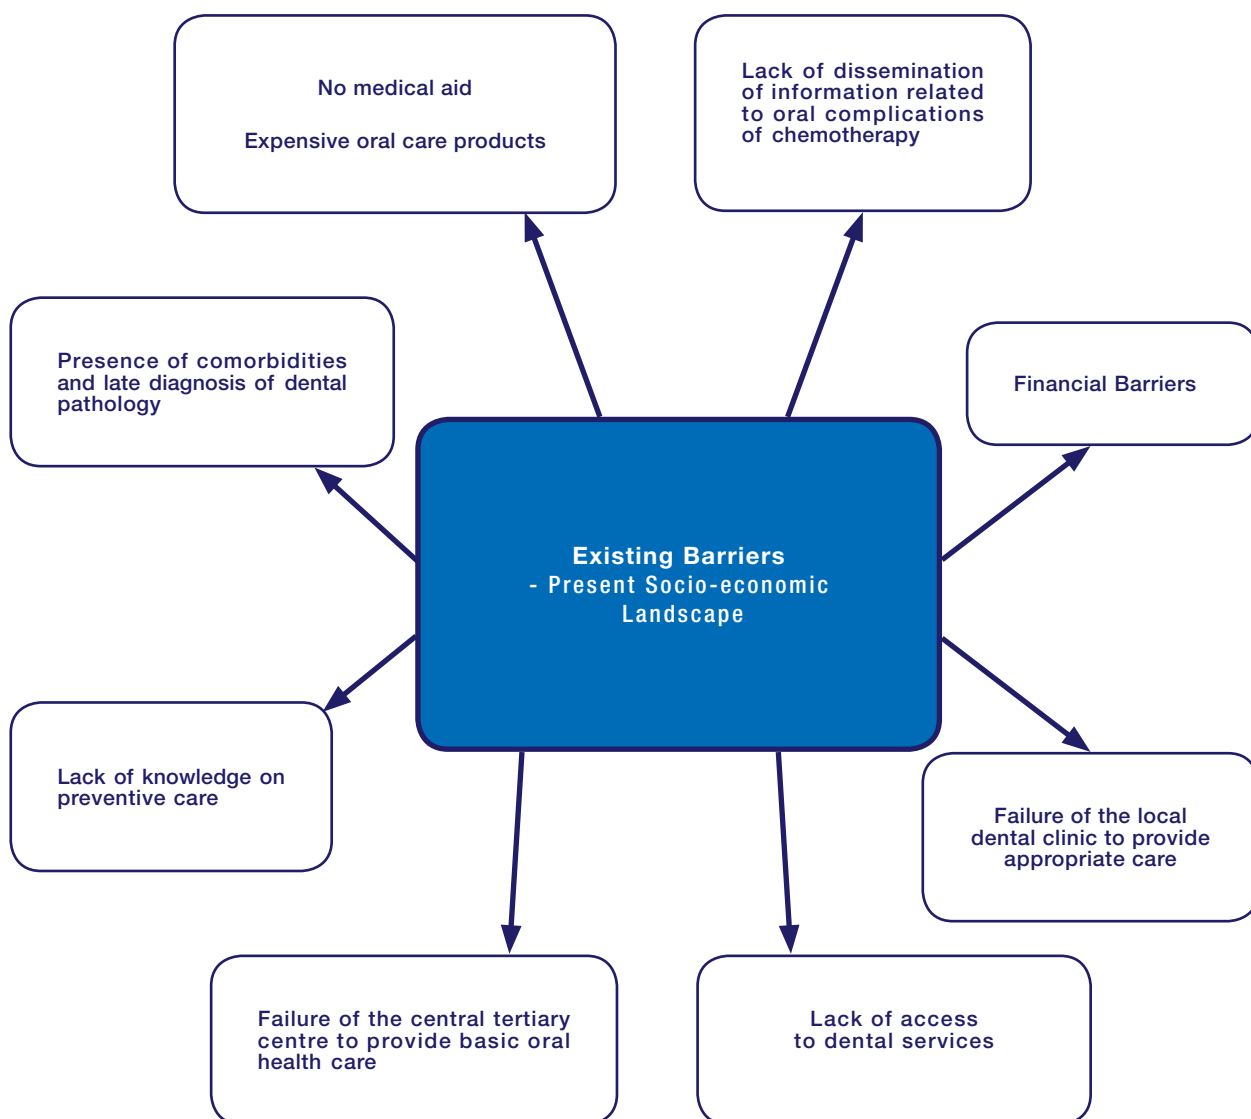 No medical aid
Expensive oral care products
Lack of dissemination
of information related
to oral complications
of chemotherapy
Presence of comorbidities
and late diagnosis of dental
pathology
Financial Barriers
Existing Barriers
- Present Socio-economic
Landscape
Lack of knowledge on
preventive care
Failure of the local
dental clinic to provide
appropriate care
Failure of the central tertiary
centre to provide basic oral
health care
Lack of access
to dental services